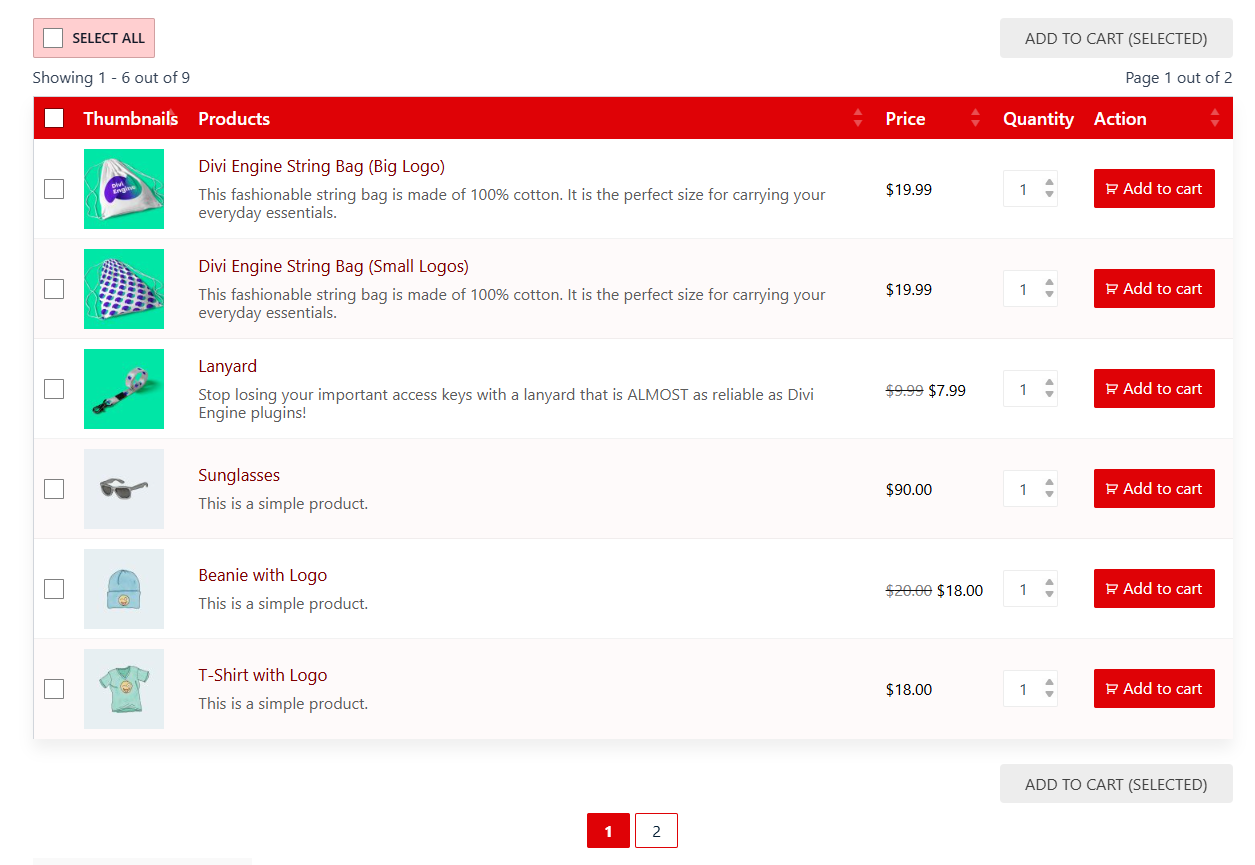 SELECT ALL
ADD TO CART (SELECTED)
Showing 1 - 6 out of 9
Page 1 out of 2
Thumbnails Products Price Quantity Action
Divi Engine
Divi Engine String Bag (Big Logo)
This fashionable string bag is made of 100% cotton. It is the perfect size for carrying your
everyday essentials.
$19.99
1
Add to cart
Divi Engine String Bag (Small Logos)
This fashionable string bag is made of 100% cotton. It is the perfect size for carrying your
everyday essentials.
$19.99
1
Add to cart
Lanyard
Stop losing your important access keys with a lanyard that is ALMOST as reliable as Divi
Engine plugins!
$9.99 $7.99
1
Add to cart
Sunglasses
This is a simple product.
$90.00
1
Add to cart
Beanie with Logo
This is a simple product.
$20.00 $18.00
1
Add to cart
T-Shirt with Logo
This is a simple product.
$18.00
1
Add to cart
ADD TO CART (SELECTED)
1 2